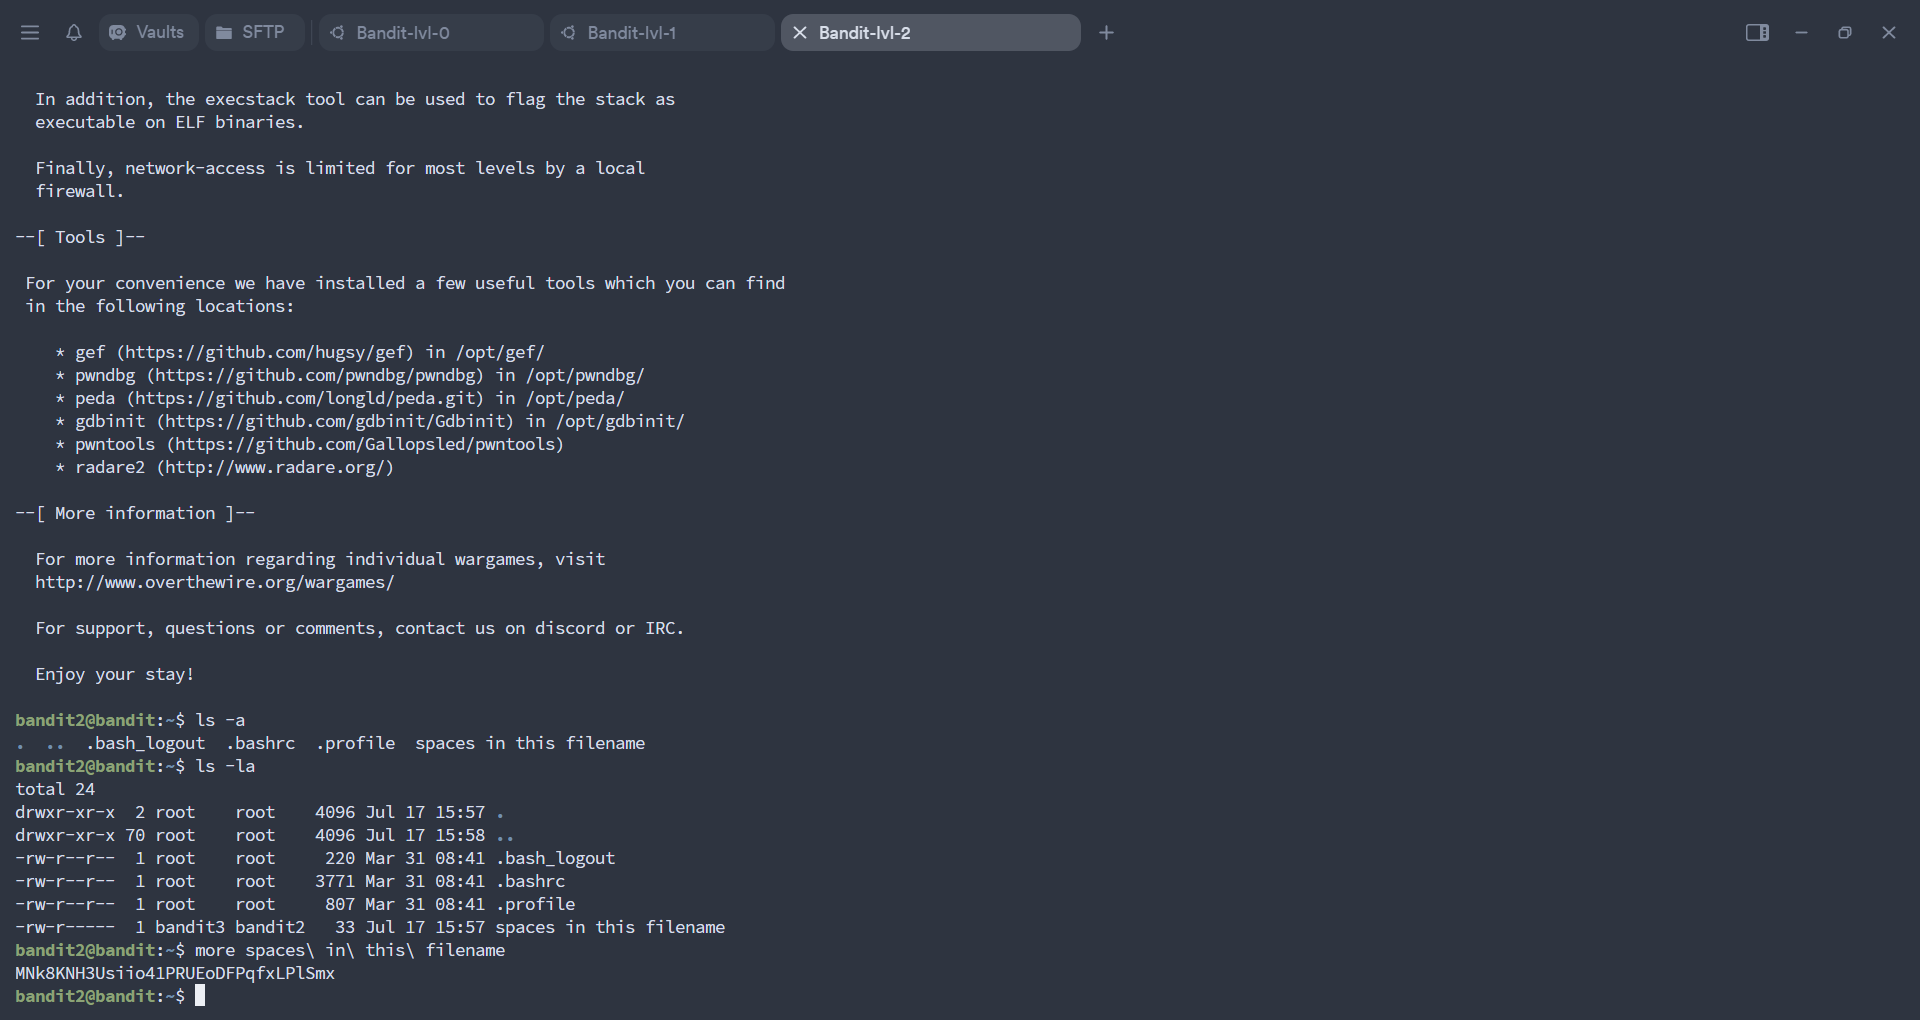 Vaults SFTP Bandit-lvl-0 Bandit-lvl-1 Bandit-lvl-2
In addition, the execstack tool can be used to flag the stack as
executable on ELF binaries.
Finally, network-access is limited for most levels by a local
firewall.
--[ Tools ]--
For your convenience we have installed a few useful tools which you can find
in the following locations:
* gef (https://github.com/hugsy/gef) in /opt/gef/
* pwndbg (https://github.com/pwndbg/pwndbg) in /opt/pwndbg/
* peda (https://github.com/longld/peda.git) in /opt/peda/
* gdbinit (https://github.com/gdbinit/Gdbinit) in /opt/gdbinit/
* pwntools (https://github.com/Gallopsled/pwntools)
* radare2 (http://www.radare.org/)
--[ More information ]--
For more information regarding individual wargames, visit
http://www.overthewire.org/wargames/
For support, questions or comments, contact us on discord or IRC.
Enjoy your stay!
bandit2@bandit:~$ ls -a
.  ..  .bash_logout  .bashrc  .profile  spaces in this filename
bandit2@bandit:~$ ls -la
total 24
drwxr-xr-x  2 root    root    4096 Jul 17 15:57 .
drwxr-xr-x 70 root    root    4096 Jul 17 15:58 ..
-rw-r--r--  1 root    root     220 Mar 31 08:41 .bash_logout
-rw-r--r--  1 root    root    3771 Mar 31 08:41 .bashrc
-rw-r--r--  1 root    root     807 Mar 31 08:41 .profile
-rw-r-----  1 bandit3 bandit2   33 Jul 17 15:57 spaces in this filename
bandit2@bandit:~$ more spaces\ in\ this\ filename
MNk8KNH3Usiio41PRUEoDFPqfxLPlSmx
bandit2@bandit:~$